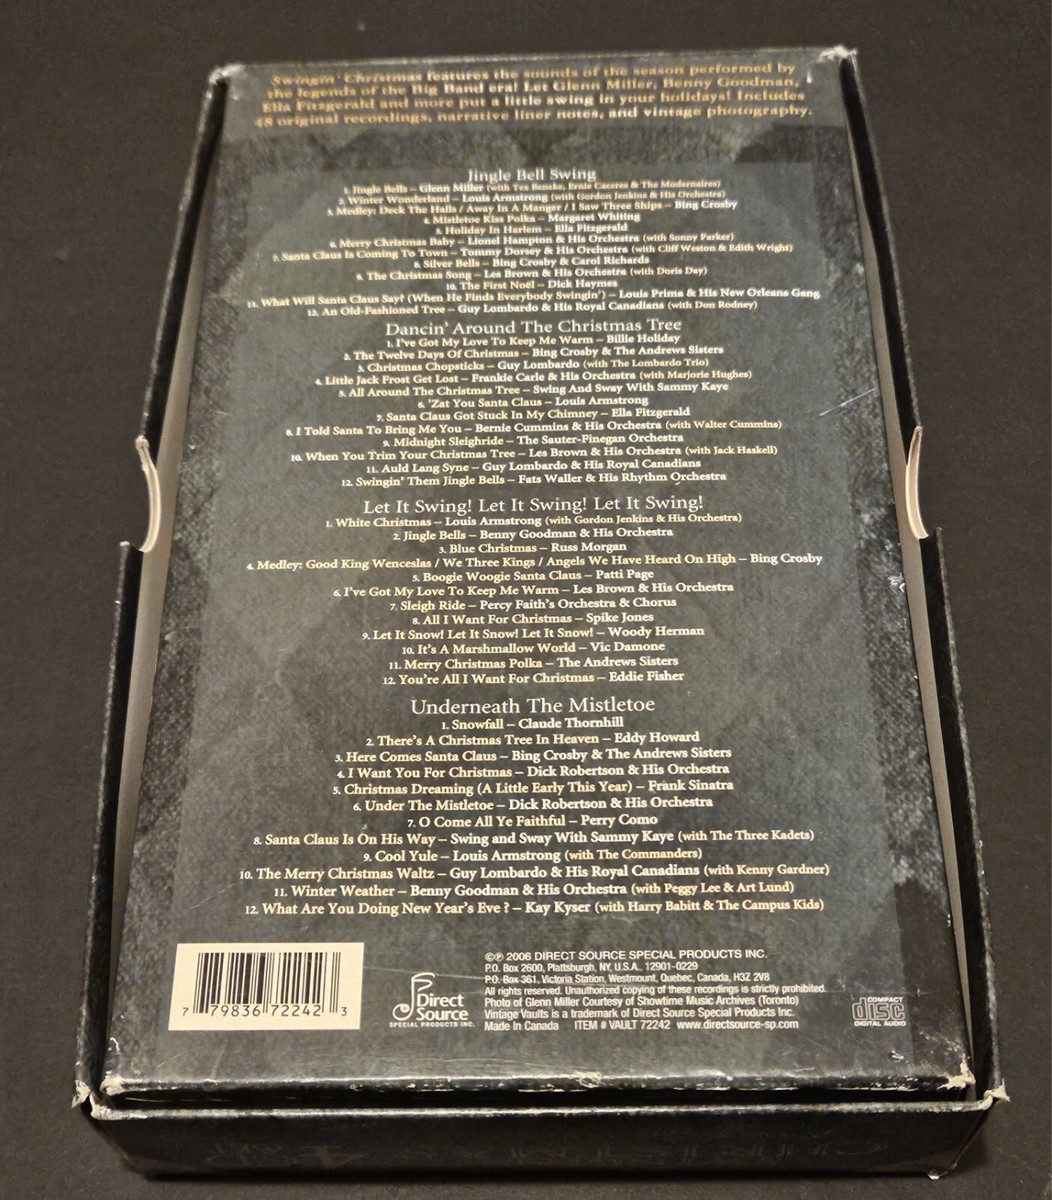 Swingin' Christmas features the sounds of the season performed by
the legends of the Big Band era! Let Glenn Miller, Benny Goodman,
Ella Fitzgerald and more put a little swing in your holidays! Includes
48 original recordings, narrative liner notes, and vintage photography.
Jingle Bell Swing
1. Jingle Bells – Glenn Miller (with Tex Beneke, Ernie Caceres & The Modernaires)
2. Winter Wonderland – Louis Armstrong (with Gordon Jenkins & His Orchestra)
3. Medley: Deck The Halls / Away In A Manger / I Saw Three Ships – Bing Crosby
4. Mistletoe Kiss Polka – Margaret Whiting
5. Holiday In Harlem – Ella Fitzgerald
6. Merry Christmas Baby – Lionel Hampton & His Orchestra (with Sonny Parker)
7. Santa Claus Is Coming To Town – Tommy Dorsey & His Orchestra (with Cliff Weston & Edith Wright)
8. Silver Bells – Bing Crosby & Carol Richards
9. The Christmas Song – Les Brown & His Orchestra (with Doris Day)
10. The First Noël – Dick Haymes
11. What Will Santa Claus Say? (When He Finds Everybody Swingin') – Louis Prima & His New Orleans Gang
12. An Old-Fashioned Tree – Guy Lombardo & His Royal Canadians (with Don Rodney)
Dancin' Around The Christmas Tree
1. I've Got My Love To Keep Me Warm – Billie Holiday
2. The Twelve Days Of Christmas – Bing Crosby & The Andrews Sisters
3. Christmas Chopsticks – Guy Lombardo (with The Lombardo Trio)
4. Little Jack Frost Get Lost – Frankie Carle & His Orchestra (with Marjorie Hughes)
5. All Around The Christmas Tree – Swing And Sway With Sammy Kaye
6. 'Zat You Santa Claus – Louis Armstrong
7. Santa Claus Got Stuck In My Chimney – Ella Fitzgerald
8. I Told Santa To Bring Me You – Bernie Cummins & His Orchestra (with Walter Cummins)
9. Midnight Sleighride – The Sauter-Finegan Orchestra
10. When You Trim Your Christmas Tree – Les Brown & His Orchestra (with Jack Haskell)
11. Auld Lang Syne – Guy Lombardo & His Royal Canadians
12. Swingin' Them Jingle Bells – Fats Waller & His Rhythm Orchestra
Let It Swing! Let It Swing! Let It Swing!
1. White Christmas – Louis Armstrong (with Gordon Jenkins & His Orchestra)
2. Jingle Bells – Benny Goodman & His Orchestra
3. Blue Christmas – Russ Morgan
4. Medley: Good King Wenceslas / We Three Kings / Angels We Have Heard On High – Bing Crosby
5. Boogie Woogie Santa Claus – Patti Page
6. I've Got My Love To Keep Me Warm – Les Brown & His Orchestra
7. Sleigh Ride – Percy Faith's Orchestra & Chorus
8. All I Want For Christmas – Spike Jones
9. Let It Snow! Let It Snow! Let It Snow! – Woody Herman
10. It's A Marshmallow World – Vic Damone
11. Merry Christmas Polka – The Andrews Sisters
12. You're All I Want For Christmas – Eddie Fisher
Underneath The Mistletoe
1. Snowfall – Claude Thornhill
2. There's A Christmas Tree In Heaven – Eddy Howard
3. Here Comes Santa Claus – Bing Crosby & The Andrews Sisters
4. I Want You For Christmas – Dick Robertson & His Orchestra
5. Christmas Dreaming (A Little Early This Year) – Frank Sinatra
6. Under The Mistletoe – Dick Robertson & His Orchestra
7. O Come All Ye Faithful – Perry Como
8. Santa Claus Is On His Way – Swing and Sway With Sammy Kaye (with The Three Kadets)
9. Cool Yule – Louis Armstrong (with The Commanders)
10. The Merry Christmas Waltz – Guy Lombardo & His Royal Canadians (with Kenny Gardner)
11. Winter Weather – Benny Goodman & His Orchestra (with Peggy Lee & Art Lund)
12. What Are You Doing New Year's Eve ? – Kay Kyser (with Harry Babitt & The Campus Kids)
7 79836 72242 3
Direct
Source
SPECIAL PRODUCTS INC.
©℗ 2006 DIRECT SOURCE SPECIAL PRODUCTS INC.
P.O. Box 2600, Plattsburgh, NY, U.S.A., 12901-0229
P.O. Box 361, Victoria Station, Westmount, Quebec, Canada, H3Z 2V8
All rights reserved. Unauthorized copying of these recordings is strictly prohibited.
Photo of Glenn Miller Courtesy of Showtime Music Archives (Toronto)
Vintage Vaults is a trademark of Direct Source Special Products Inc.
Made In Canada ITEM # VAULT 72242 www.directsource-sp.com
COMPACT
disc
DIGITAL AUDIO